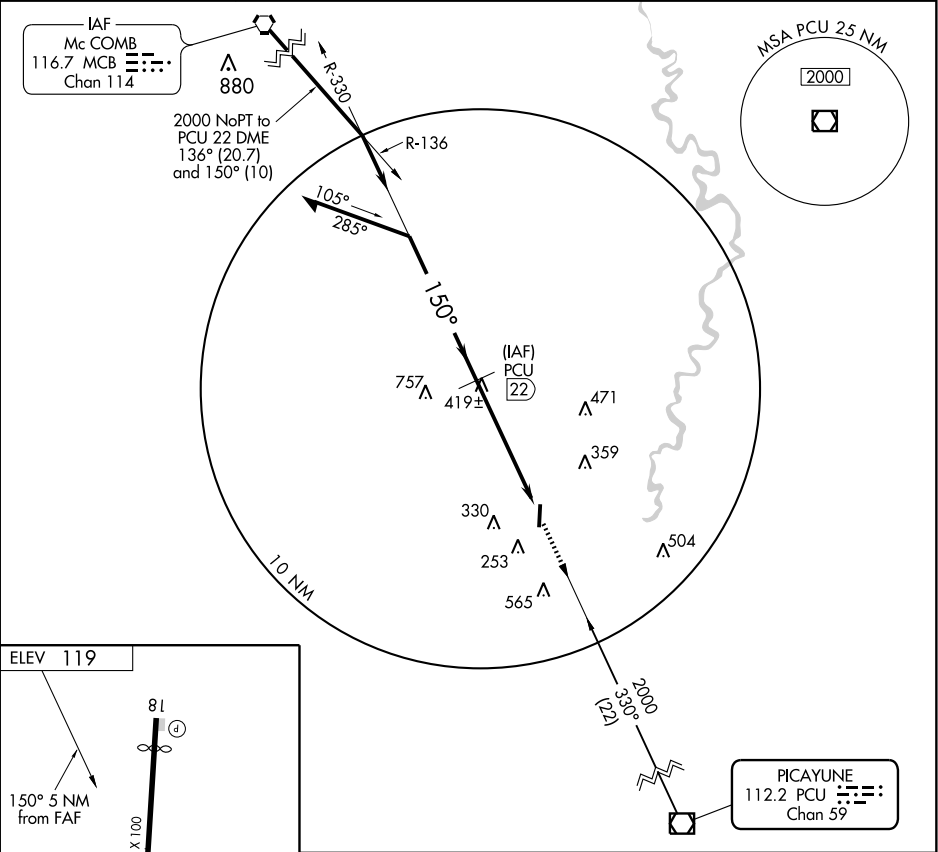 IAF
Mc COMB
116.7 MCB
Chan 114
880
2000 NoPT to
PCU 22 DME
136° (20.7)
and 150° (10)
R-330
R-136
MSA PCU 25 NM
2000
105°
285°
150°
(IAF)
PCU
22
757
419±
471
359
330
253
504
565
10 NM
2000
330°
(22)
PICAYUNE
112.2 PCU
Chan 59
ELEV 119
18
P
150° 5 NM
from FAF
X 100